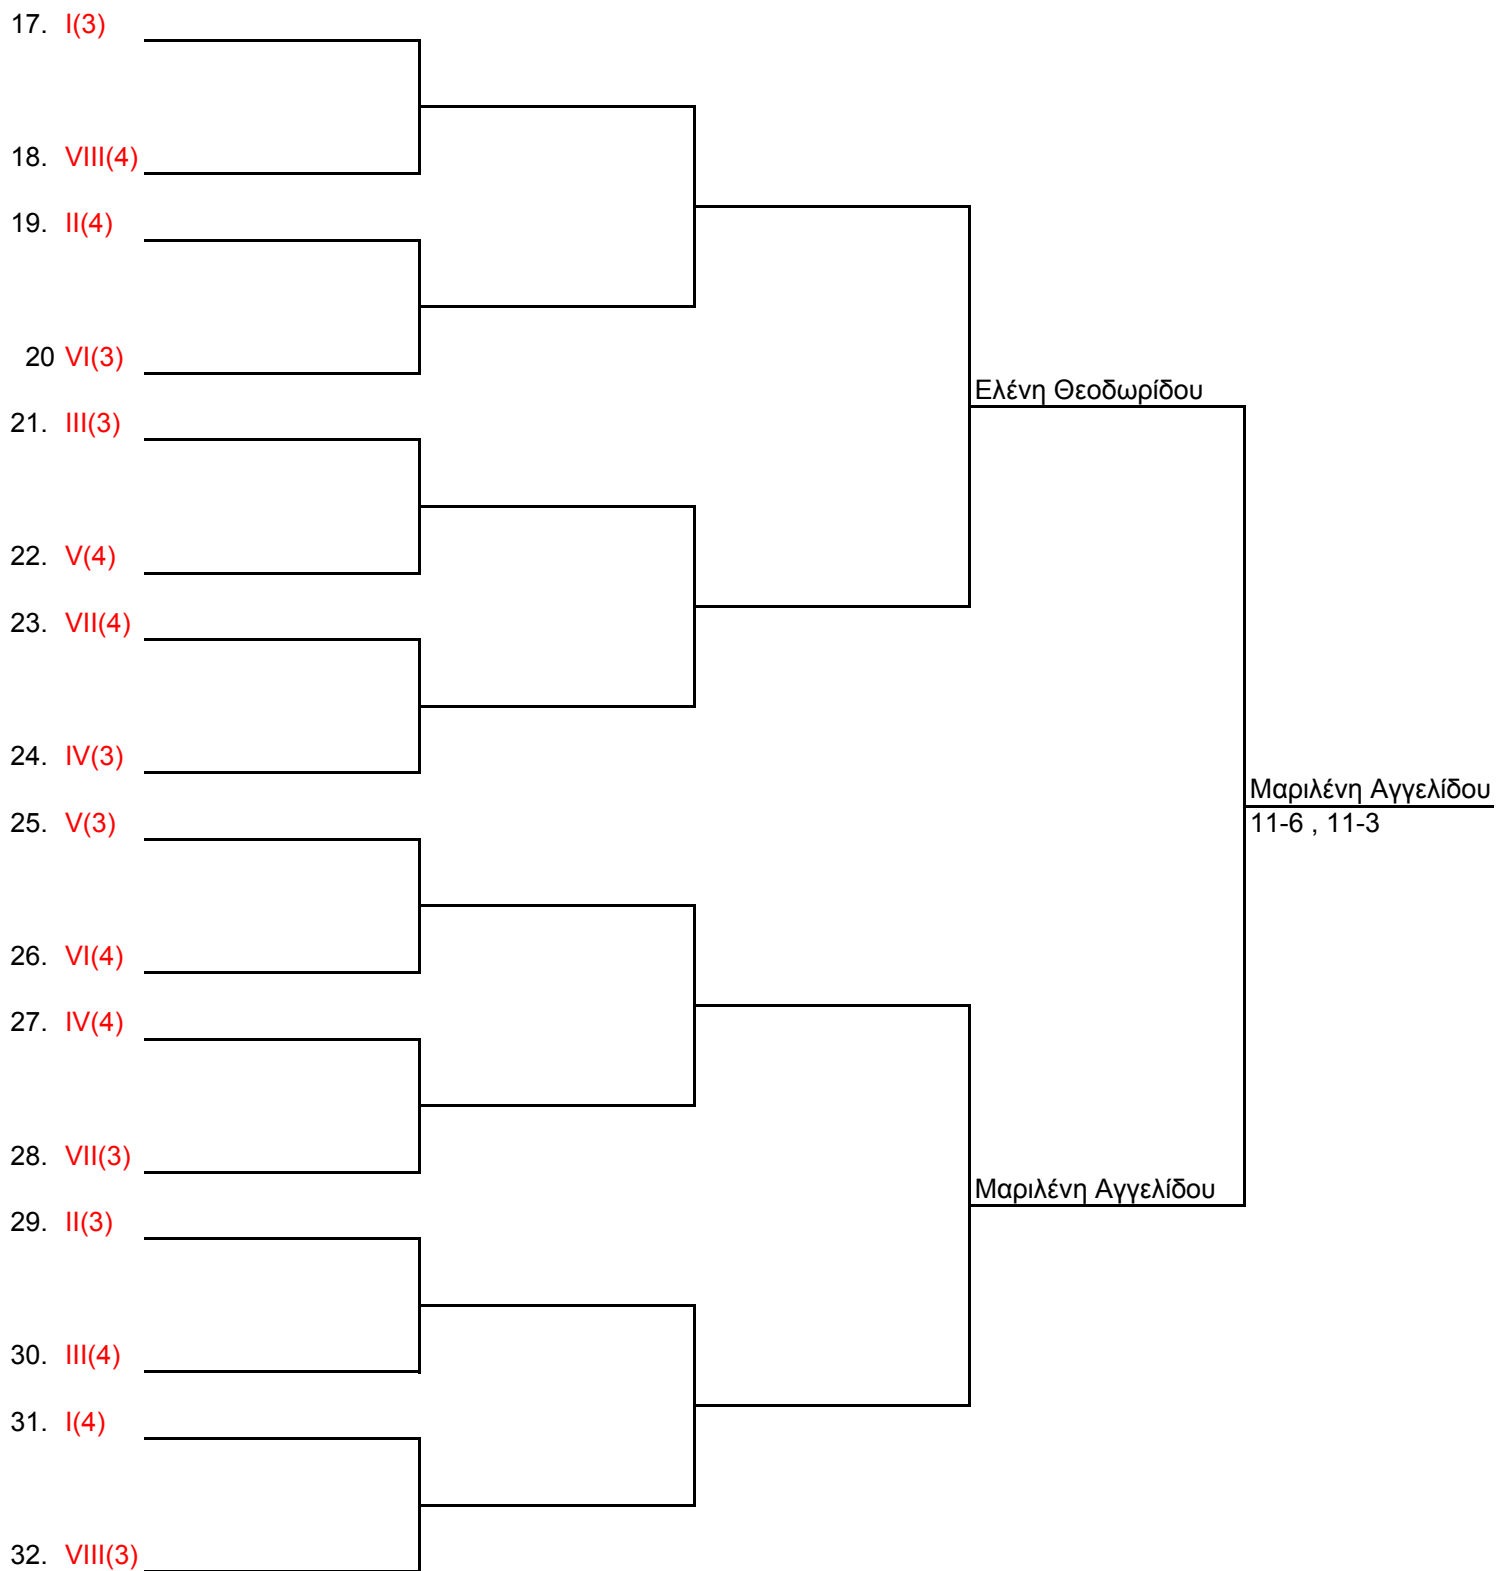 17. I(3)
18. VIII(4)
19. II(4)
20 VI(3)
Ελένη Θεοδωρίδου
21. III(3)
22. V(4)
23. VII(4)
24. IV(3)
Μαριλένη Αγγελίδου
25. V(3)
11-6 , 11-3
26. VI(4)
27. IV(4)
28. VII(3)
Μαριλένη Αγγελίδου
29. II(3)
30. III(4)
31. I(4)
32. VIII(3)